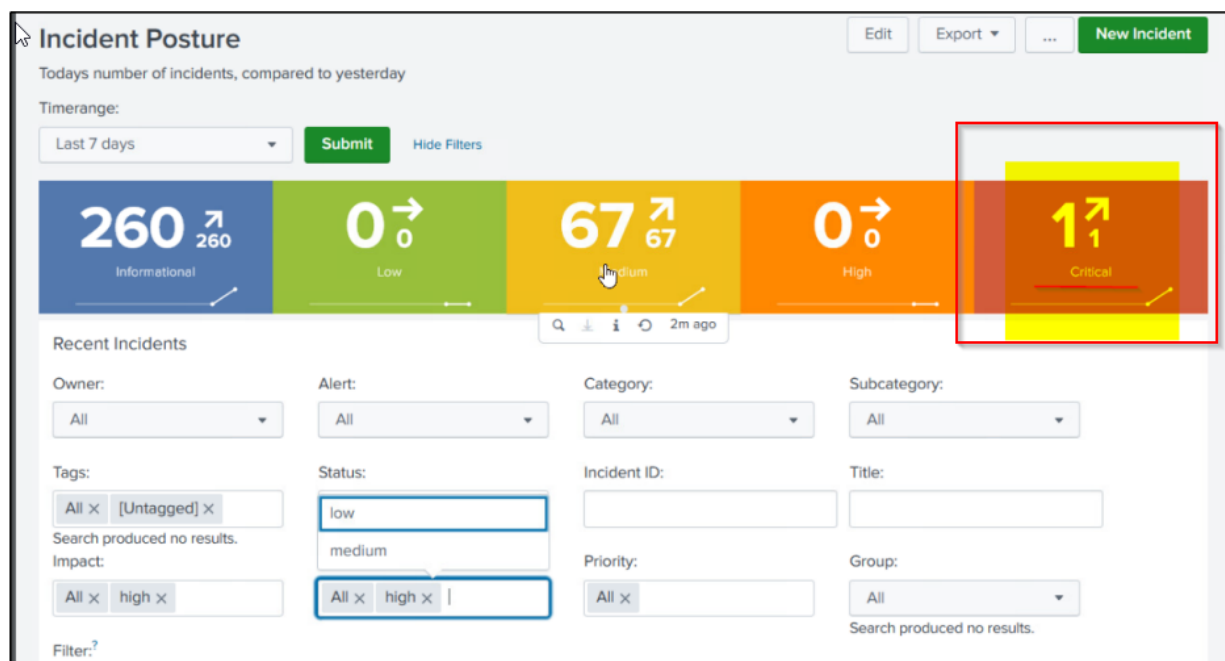 Incident Posture
Edit
Export
...
New Incident
Todays number of incidents, compared to yesterday
Timerange:
Last 7 days
Submit
Hide Filters
260
260
Informational
0
0
Low
67
67
Medium
0
0
High
1
1
Critical
2m ago
Recent Incidents
Owner:
Alert:
Category:
Subcategory:
All
All
All
All
Tags:
Status:
Incident ID:
Title:
All × [Untagged] ×
low
Search produced no results.
medium
Impact:
Priority:
Group:
All × high ×
All × high ×
All ×
All
Search produced no results.
Filter:?